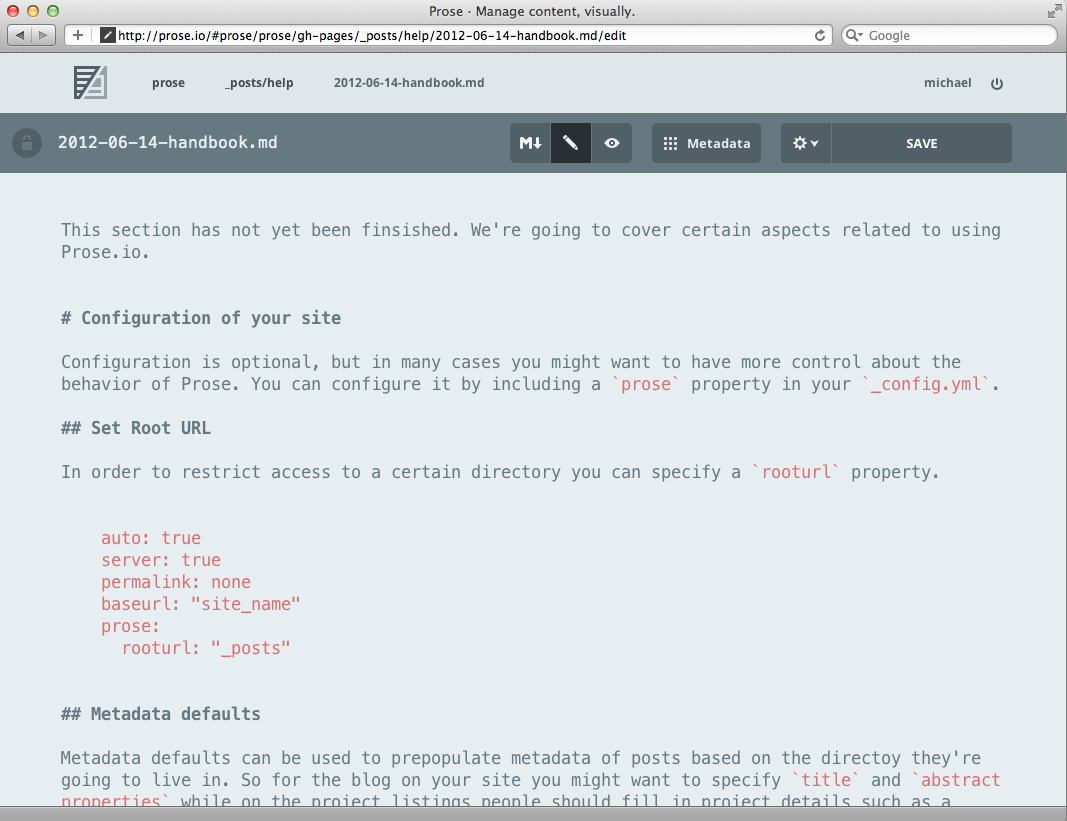 Prose · Manage content, visually.
http://prose.io/#prose/prose/gh-pages/_posts/help/2012-06-14-handbook.md/edit
Google
prose _posts/help 2012-06-14-handbook.md michael
2012-06-14-handbook.md M Metadata SAVE
This section has not yet been finsished. We're going to cover certain aspects related to using
Prose.io.
# Configuration of your site
Configuration is optional, but in many cases you might want to have more control about the
behavior of Prose. You can configure it by including a `prose` property in your `_config.yml`.
## Set Root URL
In order to restrict access to a certain directory you can specify a `rooturl` property.
auto: true
server: true
permalink: none
baseurl: "site_name"
prose:
rooturl: "_posts"
## Metadata defaults
Metadata defaults can be used to prepopulate metadata of posts based on the directoy they're
going to live in. So for the blog on your site you might want to specify `title` and `abstract
properties` while on the project listings people should fill in project details such as a